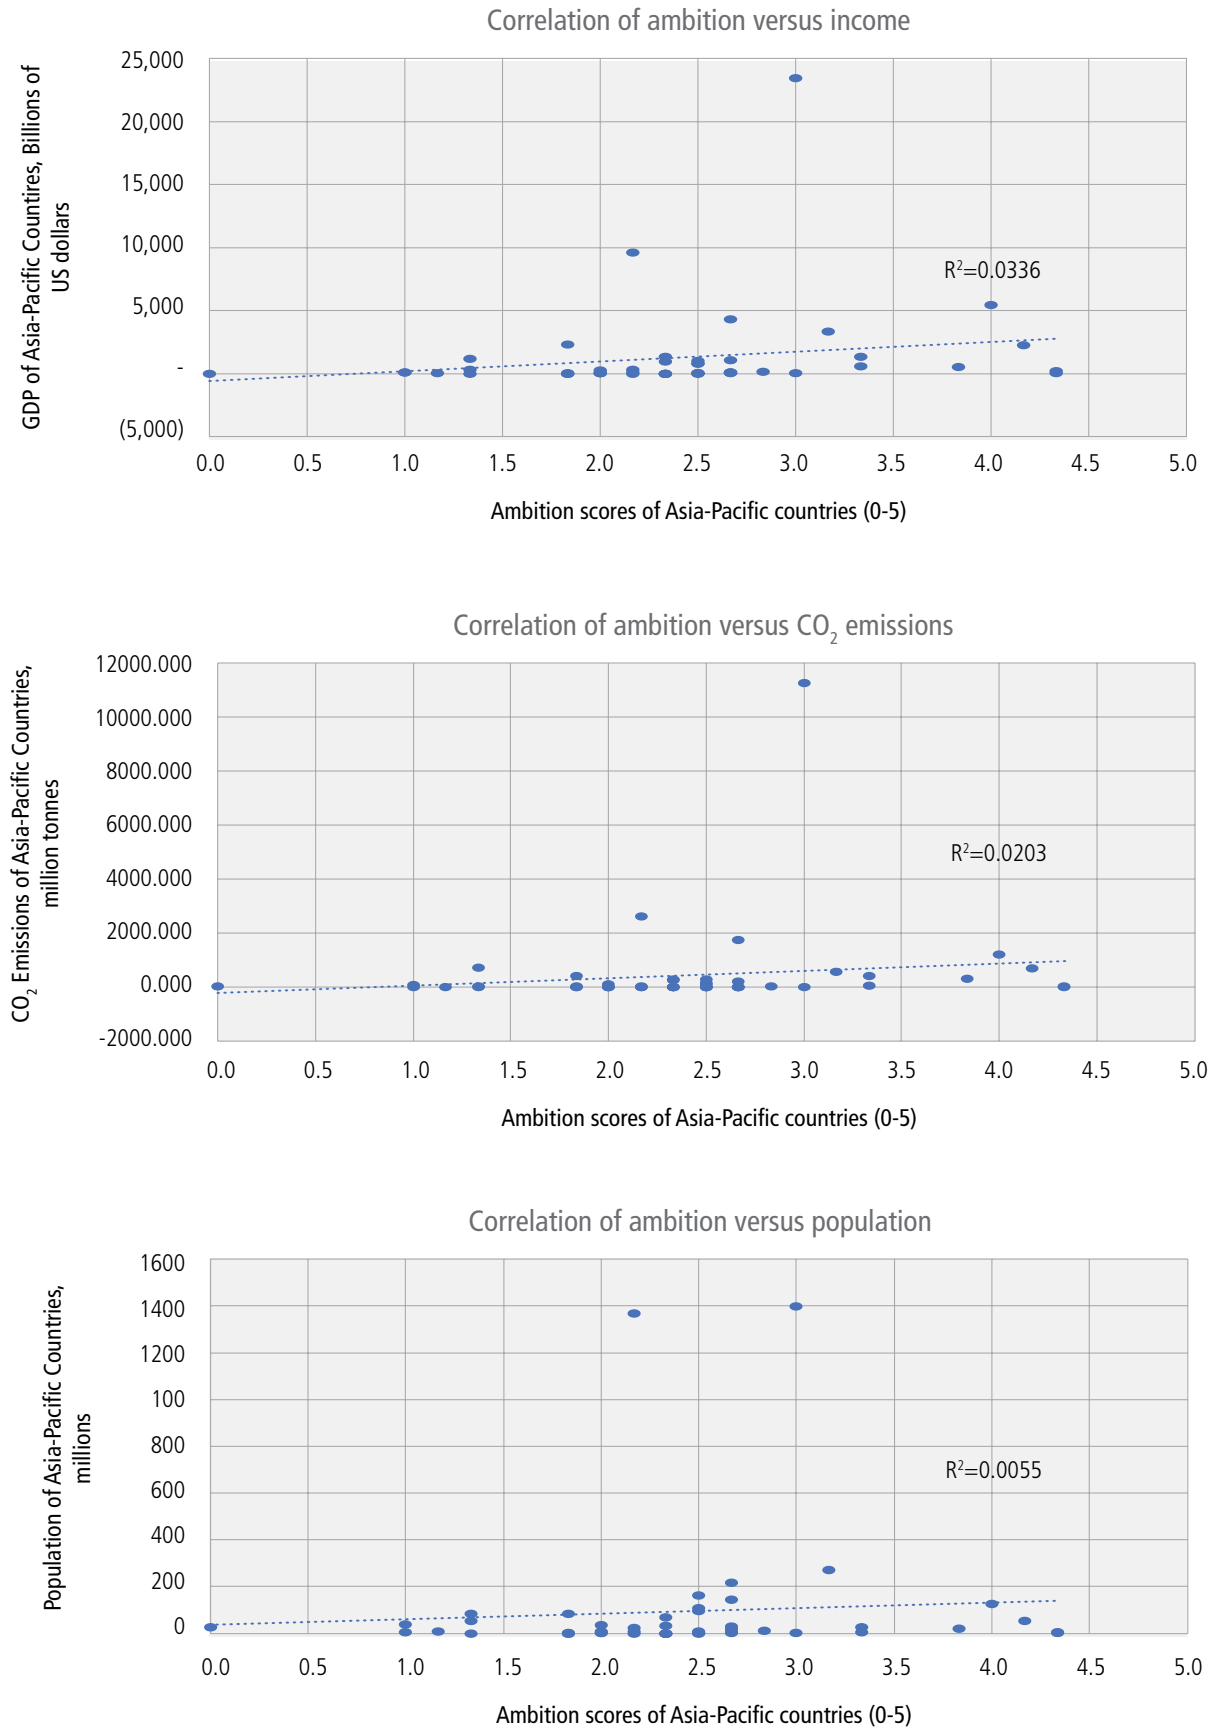 Correlation of ambition versus income
GDP of Asia-Pacific Countires, Billions of
US dollars
25,000
20,000
15,000
10,000
5,000
-
(5,000)
R²=0.0336
0.0 0.5 1.0 1.5 2.0 2.5 3.0 3.5 4.0 4.5 5.0
Ambition scores of Asia-Pacific countries (0-5)
Correlation of ambition versus CO₂ emissions
CO₂ Emissions of Asia-Pacific Countries,
million tonnes
12000.000
10000.000
8000.000
6000.000
4000.000
2000.000
0.000
-2000.000
R²=0.0203
0.0 0.5 1.0 1.5 2.0 2.5 3.0 3.5 4.0 4.5 5.0
Ambition scores of Asia-Pacific countries (0-5)
Correlation of ambition versus population
Population of Asia-Pacific Countries,
millions
1600
1400
1200
100
800
600
400
200
0
R²=0.0055
0.0 0.5 1.0 1.5 2.0 2.5 3.0 3.5 4.0 4.5 5.0
Ambition scores of Asia-Pacific countries (0-5)